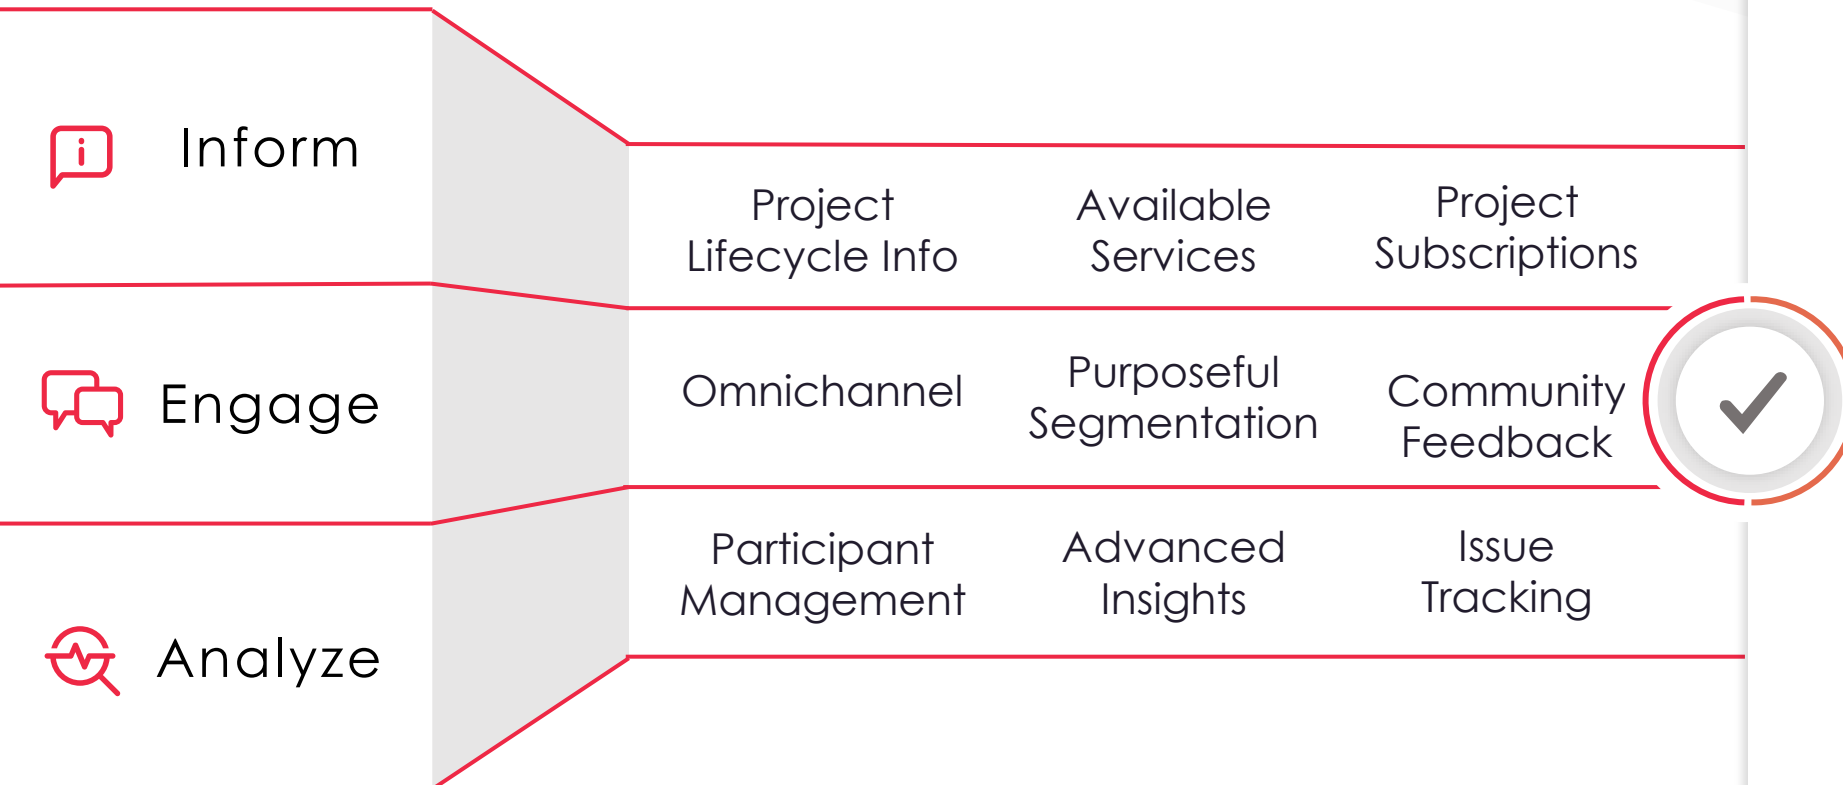 Inform
Project
Lifecycle Info
Available
Services
Project
Subscriptions
Engage
Omnichannel
Purposeful
Segmentation
Community
Feedback
Analyze
Participant
Management
Advanced
Insights
Issue
Tracking